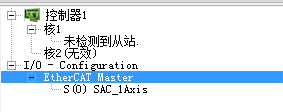 控制器1
核1
未检测到从站.
核2(无效)
I/O - Configuration
EtherCAT Master
S(0) SAC_1Axis